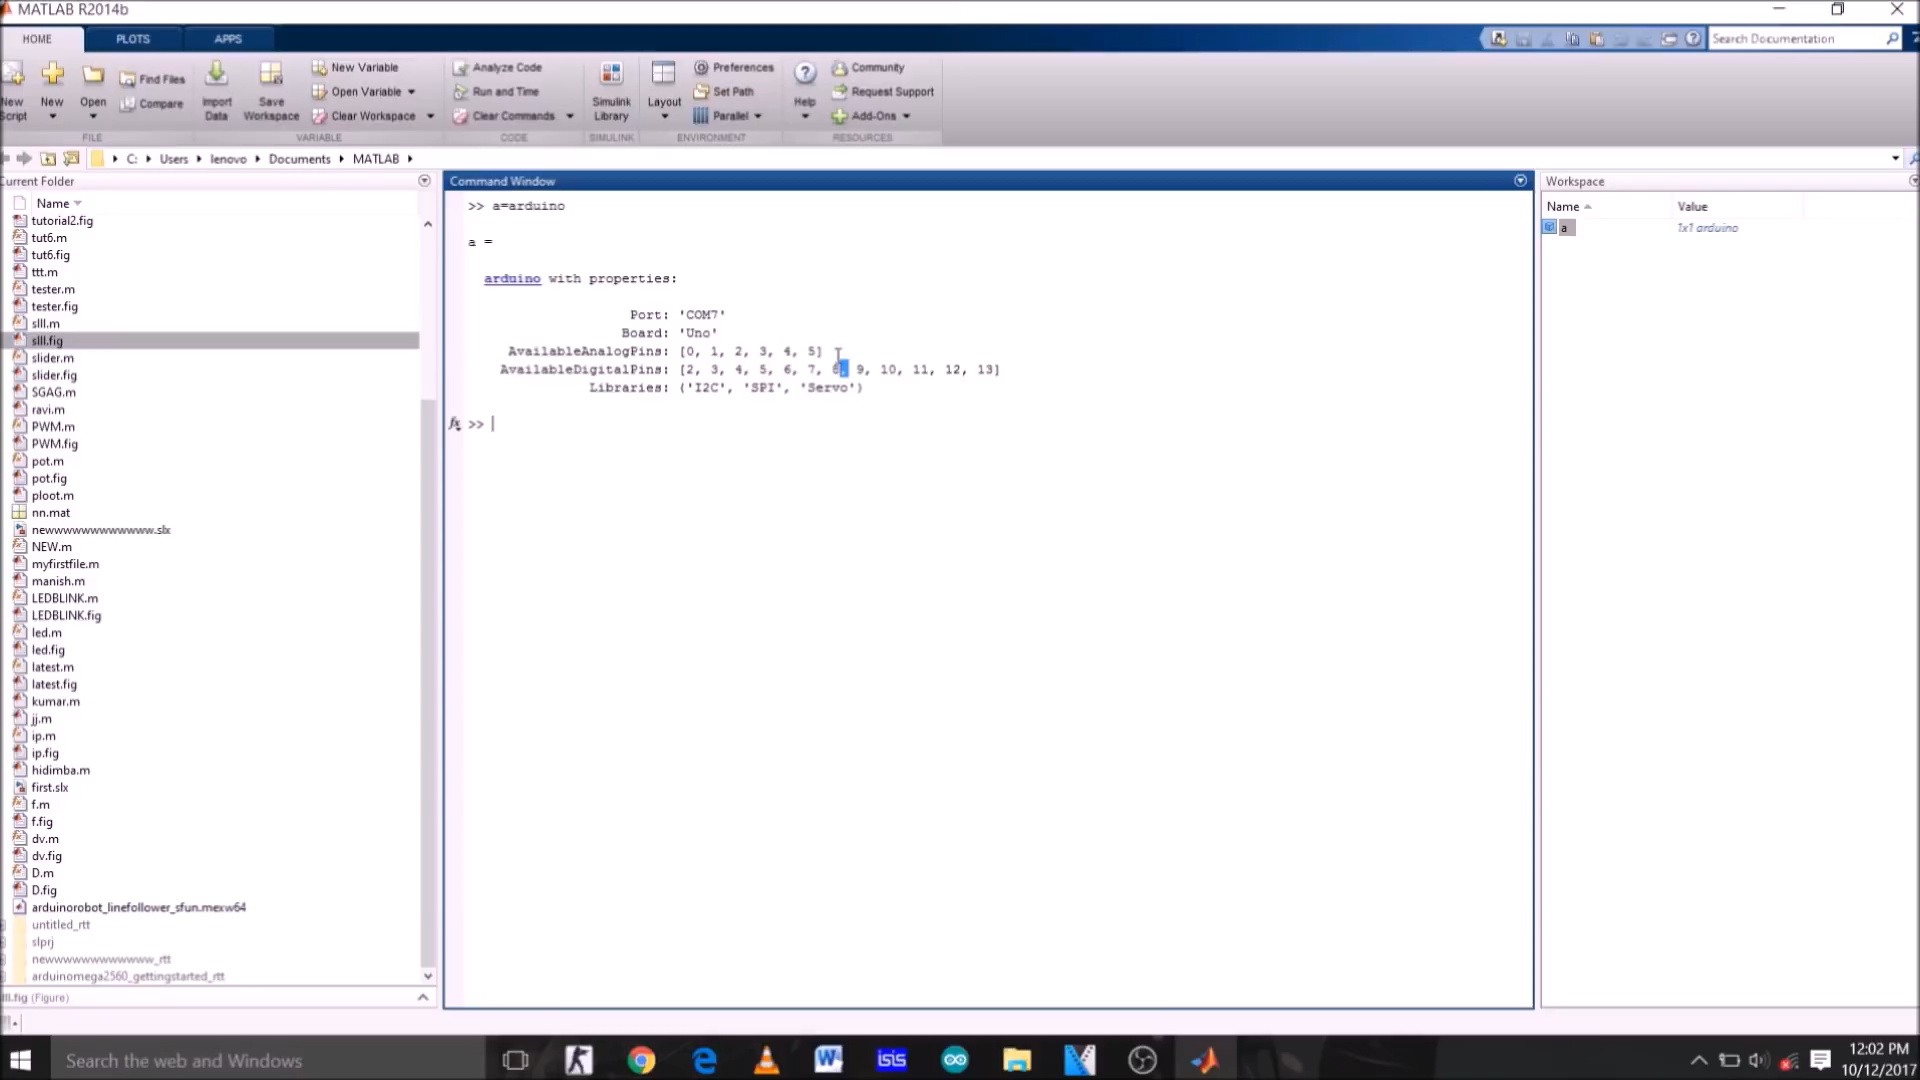 MATLAB R2014b
HOME PLOTS APPS
Search Documentation
New Script
New
Open
Find Files
Compare
Import Data
Save Workspace
New Variable
Open Variable
Clear Workspace
Analyze Code
Run and Time
Clear Commands
Simulink Library
Layout
Preferences
Set Path
Parallel
Help
Community
Request Support
Add-Ons
FILE VARIABLE CODE SIMULINK ENVIRONMENT RESOURCES
C: Users lenovo Documents MATLAB
Current Folder
Name
tutorial2.fig
tut6.m
tut6.fig
ttt.m
tester.m
tester.fig
slll.m
slll.fig
slider.m
slider.fig
SGAG.m
ravi.m
PWM.m
PWM.fig
pot.m
pot.fig
ploot.m
nn.mat
newwwwwwwwwwwww.slx
NEW.m
myfirstfile.m
manish.m
LEDBLINK.m
LEDBLINK.fig
led.m
led.fig
latest.m
latest.fig
kumar.m
jj.m
ip.m
ip.fig
hidimba.m
first.slx
f.m
f.fig
dv.m
dv.fig
D.m
D.fig
arduinorobot_linefollower_sfun.mexw64
untitled_rtt
slprj
newwwwwwwwwwwww_rtt
arduinomega2560_gettingstarted_rtt
slll.fig (Figure)
Command Window
>> a=arduino
a =
arduino with properties:
Port: 'COM7'
Board: 'Uno'
AvailableAnalogPins: [0, 1, 2, 3, 4, 5]
AvailableDigitalPins: [2, 3, 4, 5, 6, 7, 8, 9, 10, 11, 12, 13]
Libraries: ('I2C', 'SPI', 'Servo')
fx >>
Workspace
Name Value
a 1x1 arduino
Search the web and Windows
isis
12:02 PM
10/12/2017